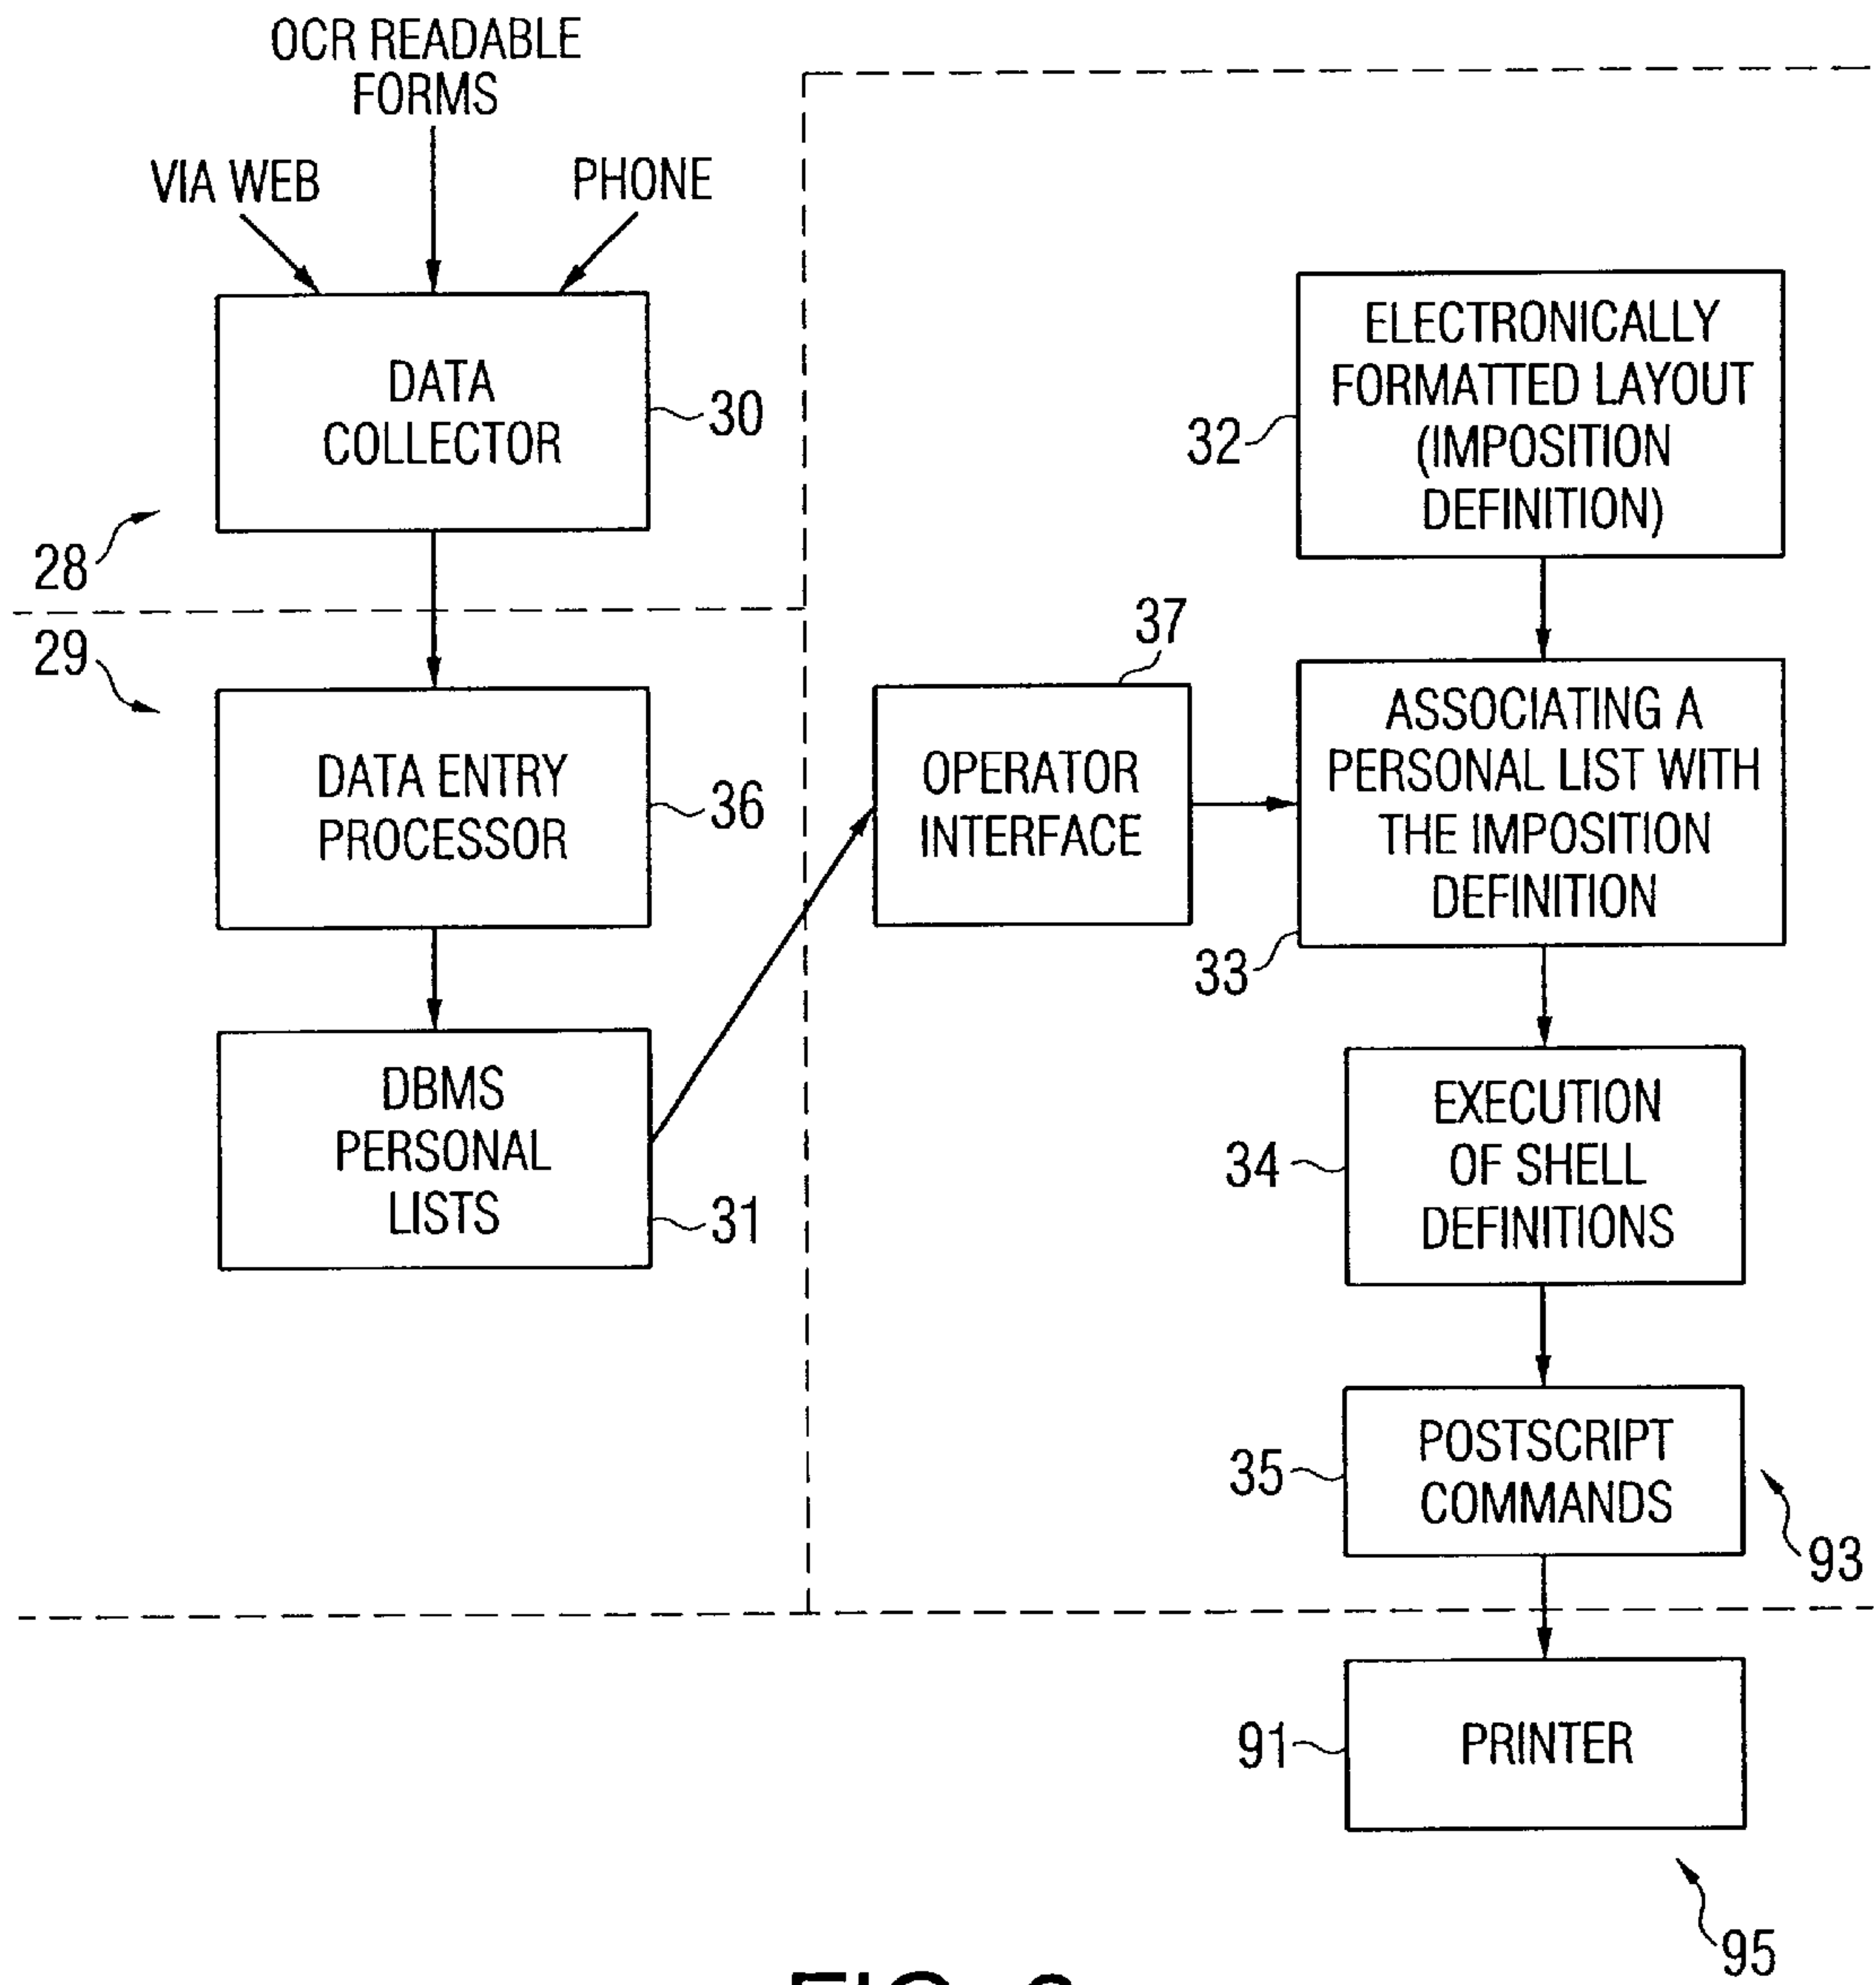 OCR READABLE
FORMS
VIA WEB
PHONE
DATA
COLLECTOR
30
28
29
DATA ENTRY
PROCESSOR
36
DBMS
PERSONAL
LISTS
31
OPERATOR
INTERFACE
37
ELECTRONICALLY
FORMATTED LAYOUT
(IMPOSITION
DEFINITION)
32
ASSOCIATING A
PERSONAL LIST WITH
THE IMPOSITION
DEFINITION
33
EXECUTION
OF SHELL
DEFINITIONS
34
POSTSCRIPT
COMMANDS
35
93
PRINTER
91
95